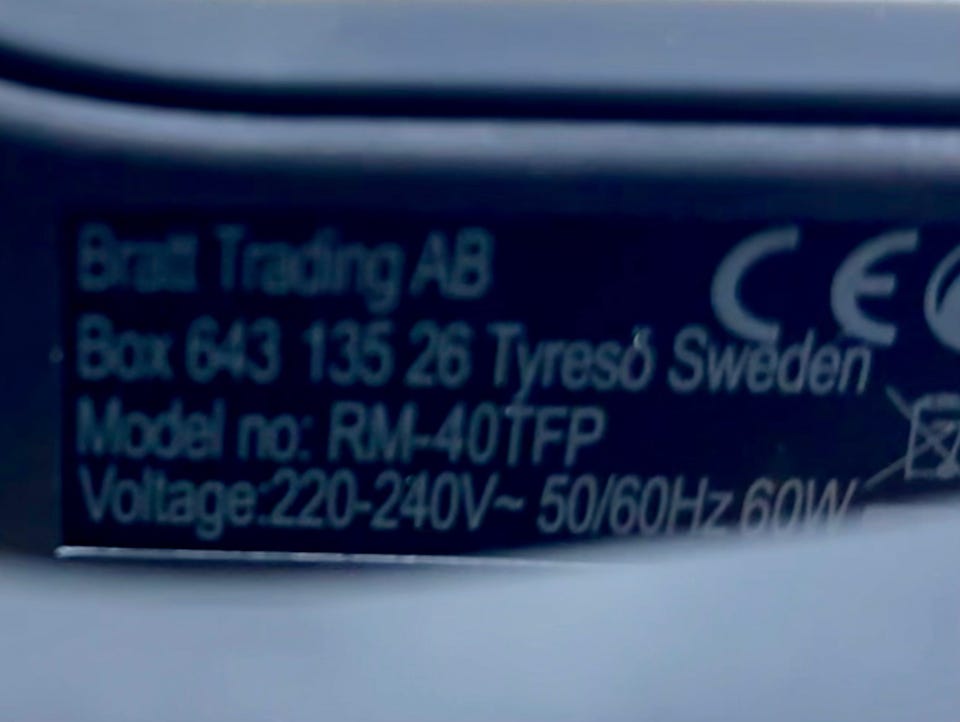 Bratt Trading AB
CE
Box 643 135 26 Tyresö Sweden
Model no: RM-40TFP
Voltage:220-240V~ 50/60Hz 60W